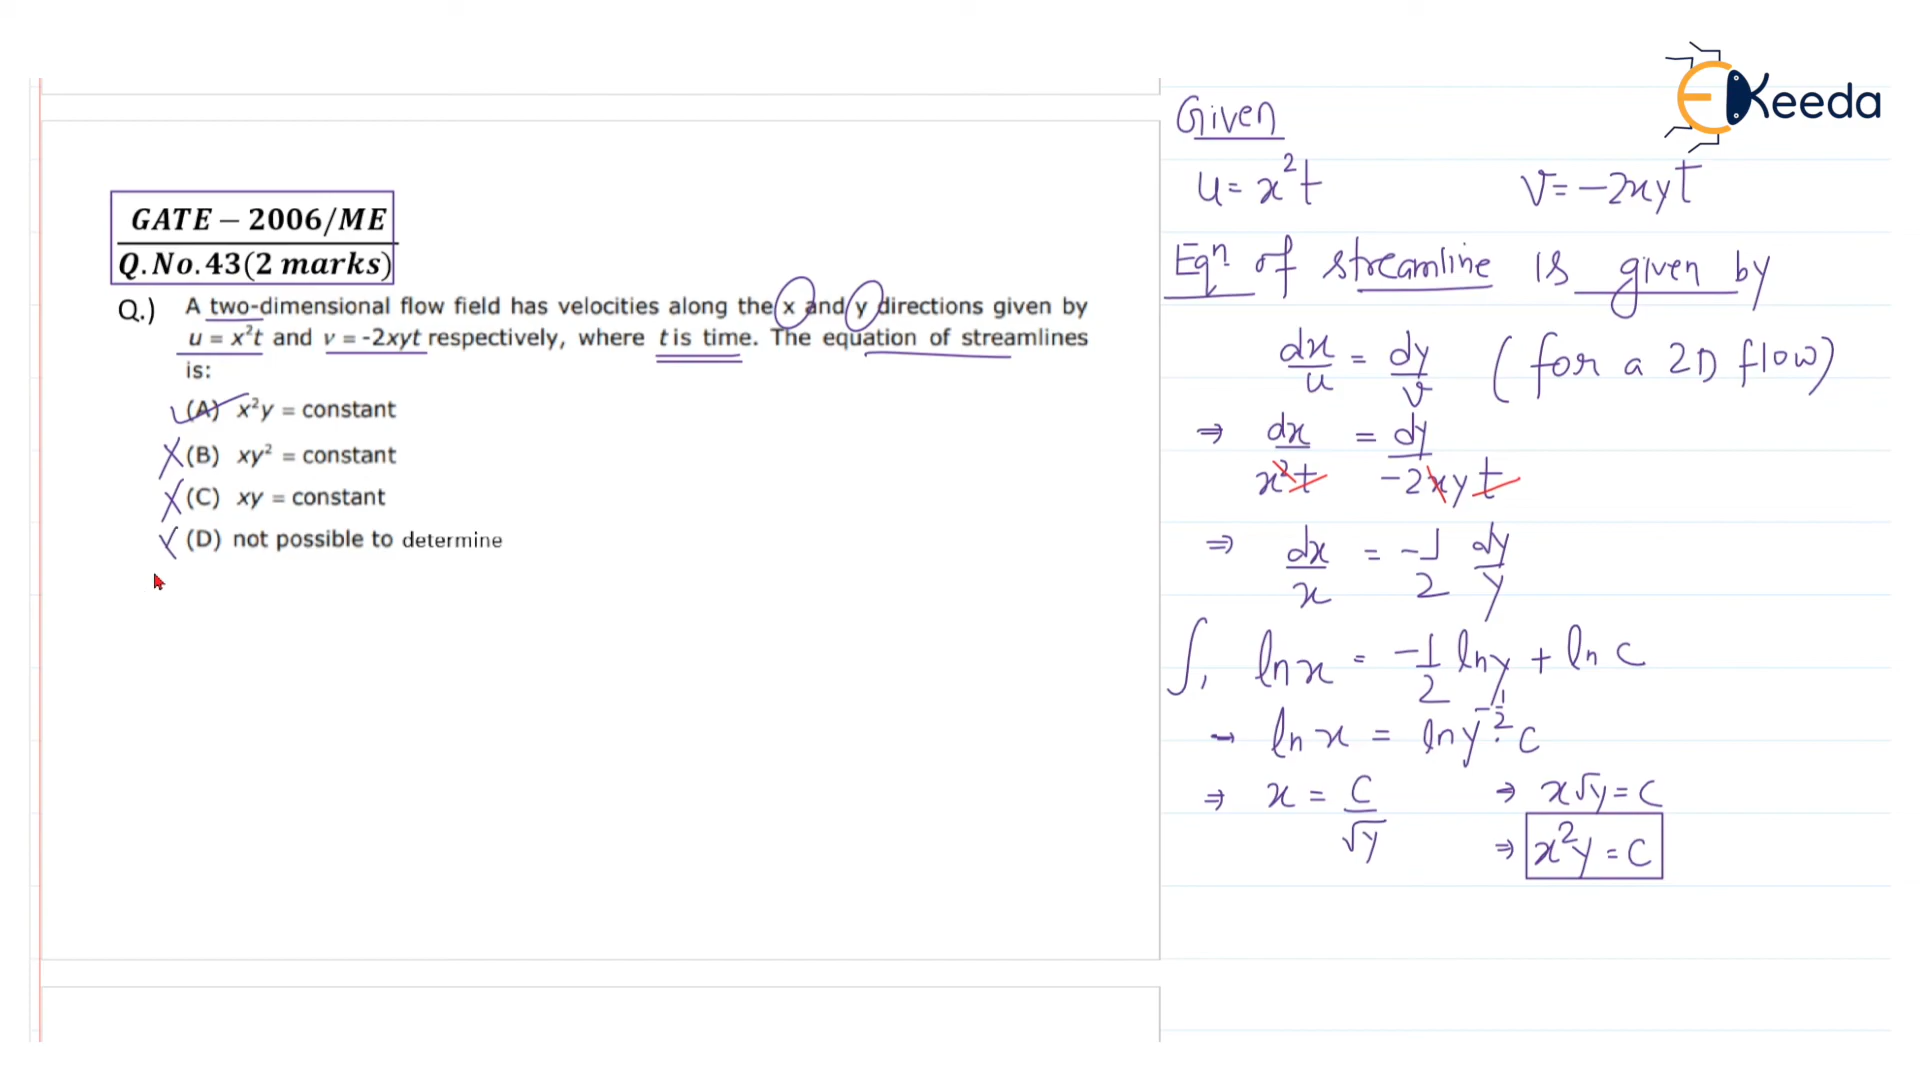 GATE – 2006/ME
Q.No.43(2 marks)
Q.) A two-dimensional flow field has velocities along the x and y directions given by
u = x²t and v = -2xyt respectively, where t is time. The equation of streamlines
is:
(A) x²y = constant
(B) xy² = constant
(C) xy = constant
(D) not possible to determine
EKeeda
Given
u = x²t v = -2xyt
Eqⁿ of streamline is given by
dx/u = dy/v (for a 2D flow)
⇒ dx/x²t = dy/-2xyt
⇒ dx/x = -1/2 dy/y
∫, ln x = -1/2 ln y + ln C
→ ln x = ln y^-1/2 · C
⇒ x = C/√y ⇒ x√y = C
⇒ x²y = C